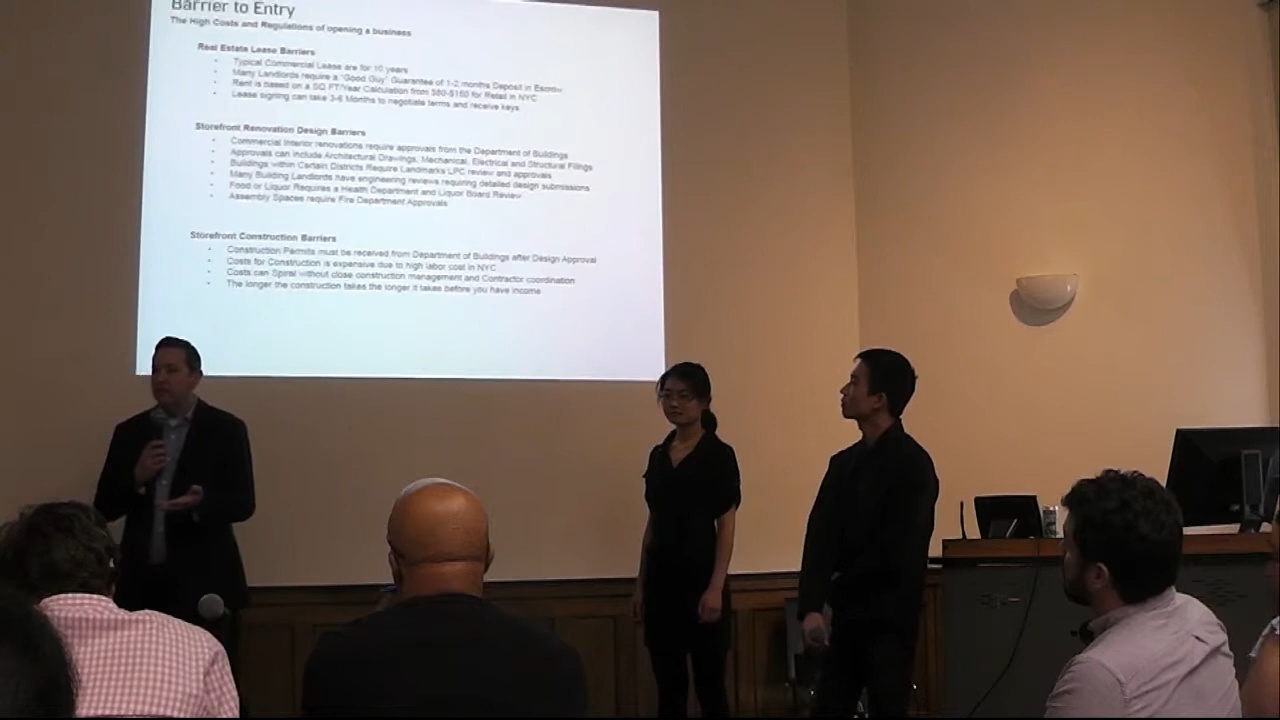 Barrier to Entry
The High Costs and Regulations of opening a business
Real Estate Lease Barriers
• Typical Commercial Lease are for 10 years
• Many Landlords require a "Good Guy" Guarantee of 1-2 months Deposit in Escrow
• Rent is based on a SQ FT/Year Calculation from $80-$150 for Retail in NYC
• Lease signing can take 3-6 Months to negotiate terms and receive keys
Storefront Renovation Design Barriers
• Commercial Interior renovations require approvals from the Department of Buildings
• Approvals can include Architectural Drawings, Mechanical, Electrical and Structural Filings
• Buildings within Certain Districts Require Landmarks LPC review and approvals
• Many Building Landlords have engineering reviews requiring detailed design submissions
• Food or Liquor Requires a Health Department and Liquor Board Review
• Assembly Spaces require Fire Department Approvals
Storefront Construction Barriers
• Construction Permits must be received from Department of Buildings after Design Approval
• Costs for Construction is expensive due to high labor cost in NYC
• Costs can Spiral without close construction management and Contractor coordination
• The longer the construction takes the longer it takes before you have income